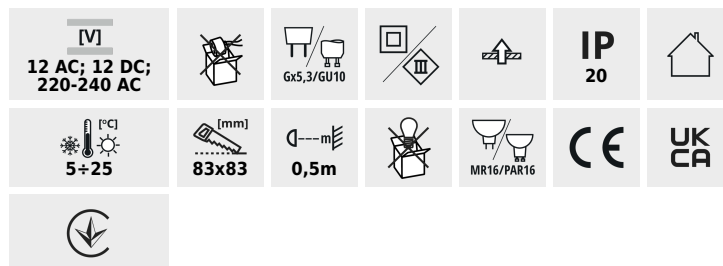 [V]
12 AC; 12 DC;
220-240 AC
Gx5,3/GU10
III
IP
20
[°C]
5÷25
[mm]
83x83
m
0,5m
MR16/PAR16
CE
UK
CA